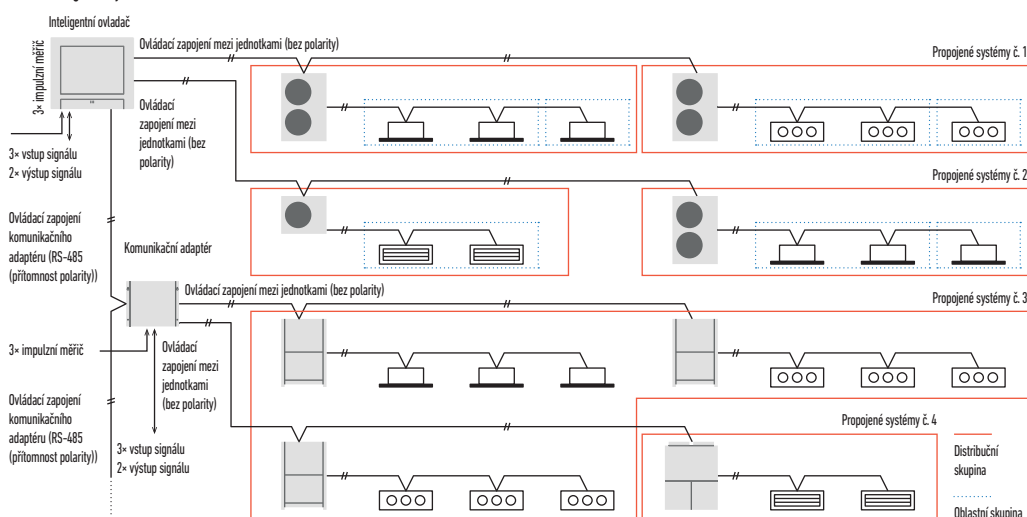 Inteligentní ovladač
3× impulzní měřič
Ovládací zapojení mezi jednotkami (bez polarity)
Propojené systémy č. 1
Ovládací
zapojení mezi
jednotkami (bez
polarity)
3× vstup signálu
2× výstup signálu
Propojené systémy č. 2
Ovládací zapojení
komunikačního
adaptéru (RS-485
(přítomnost polarity))
Komunikační adaptér
Ovládací zapojení mezi jednotkami (bez polarity)
Propojené systémy č. 3
3× impulzní měřič
Ovládací
zapojení mezi
jednotkami
(bez polarity)
Ovládací zapojení
komunikačního
adaptéru (RS-485
(přítomnost polarity))
3× vstup signálu
2× výstup signálu
Propojené systémy č. 4
Distribuční
skupina
Oblastní skupina